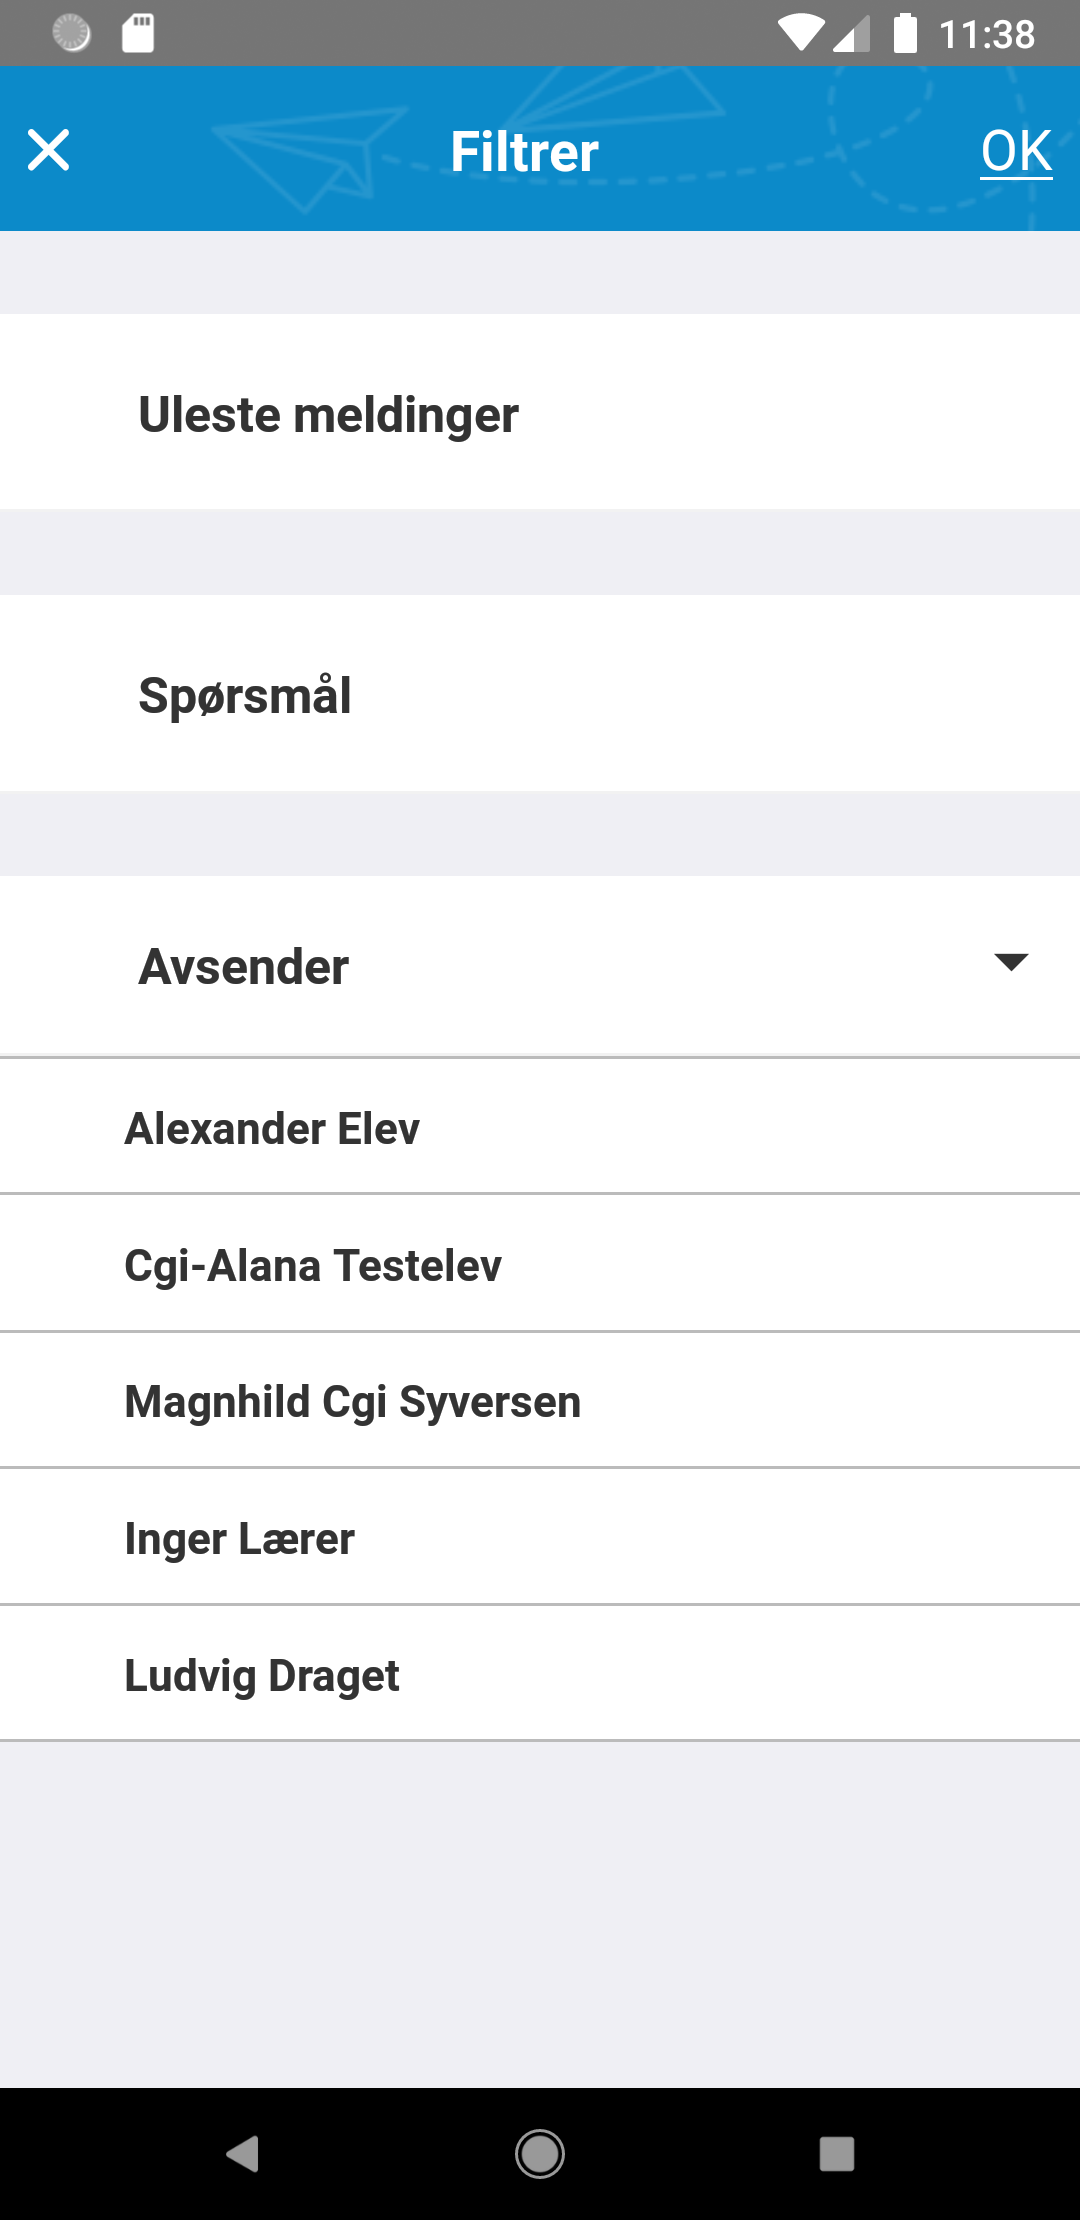 11:38
Filtrer
OK
Uleste meldinger
Spørsmål
Avsender
Alexander Elev
Cgi-Alana Testelev
Magnhild Cgi Syversen
Inger Lærer
Ludvig Draget